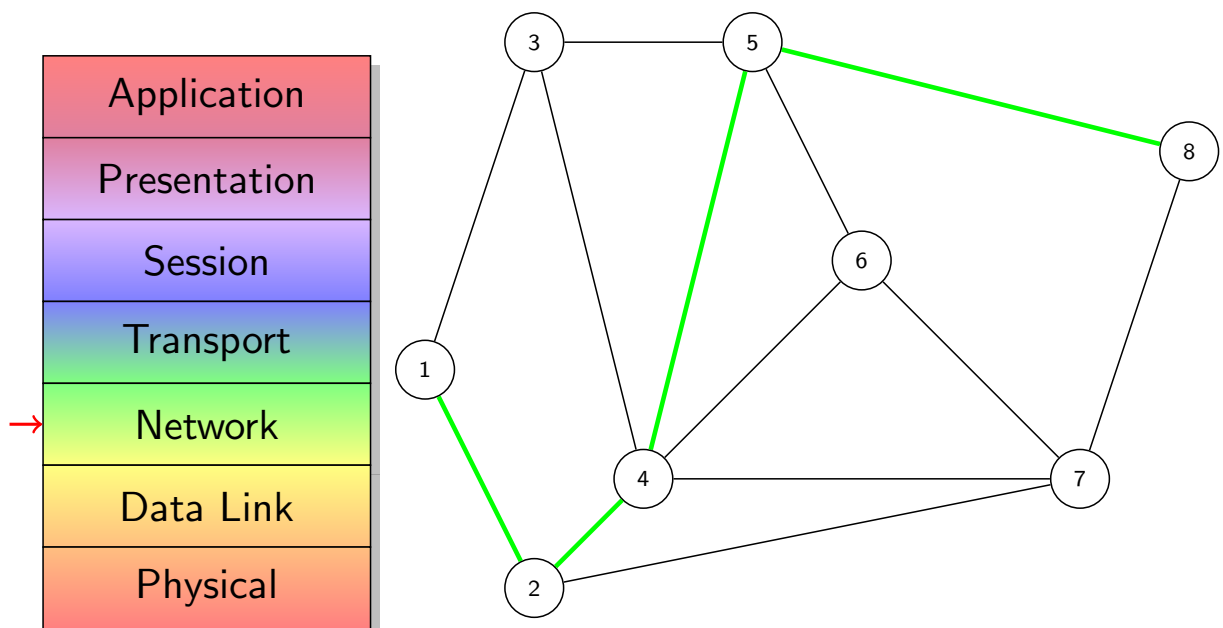 Application
Presentation
Session
Transport
Network
Data Link
Physical
3
5
8
6
1
4
7
2